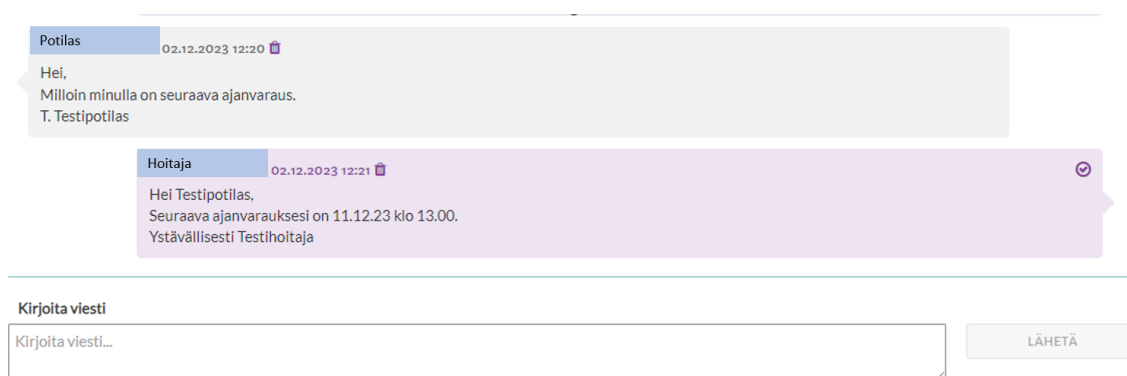 Potilas
02.12.2023 12:20
Hei,
Milloin minulla on seuraava ajanvaraus.
T. Testipotilas
Hoitaja
02.12.2023 12:21
Hei Testipotilas,
Seuraava ajanvarauksesi on 11.12.23 klo 13.00.
Ystävällisesti Testihoitaja
Kirjoita viesti
Kirjoita viesti...
LÄHETÄ